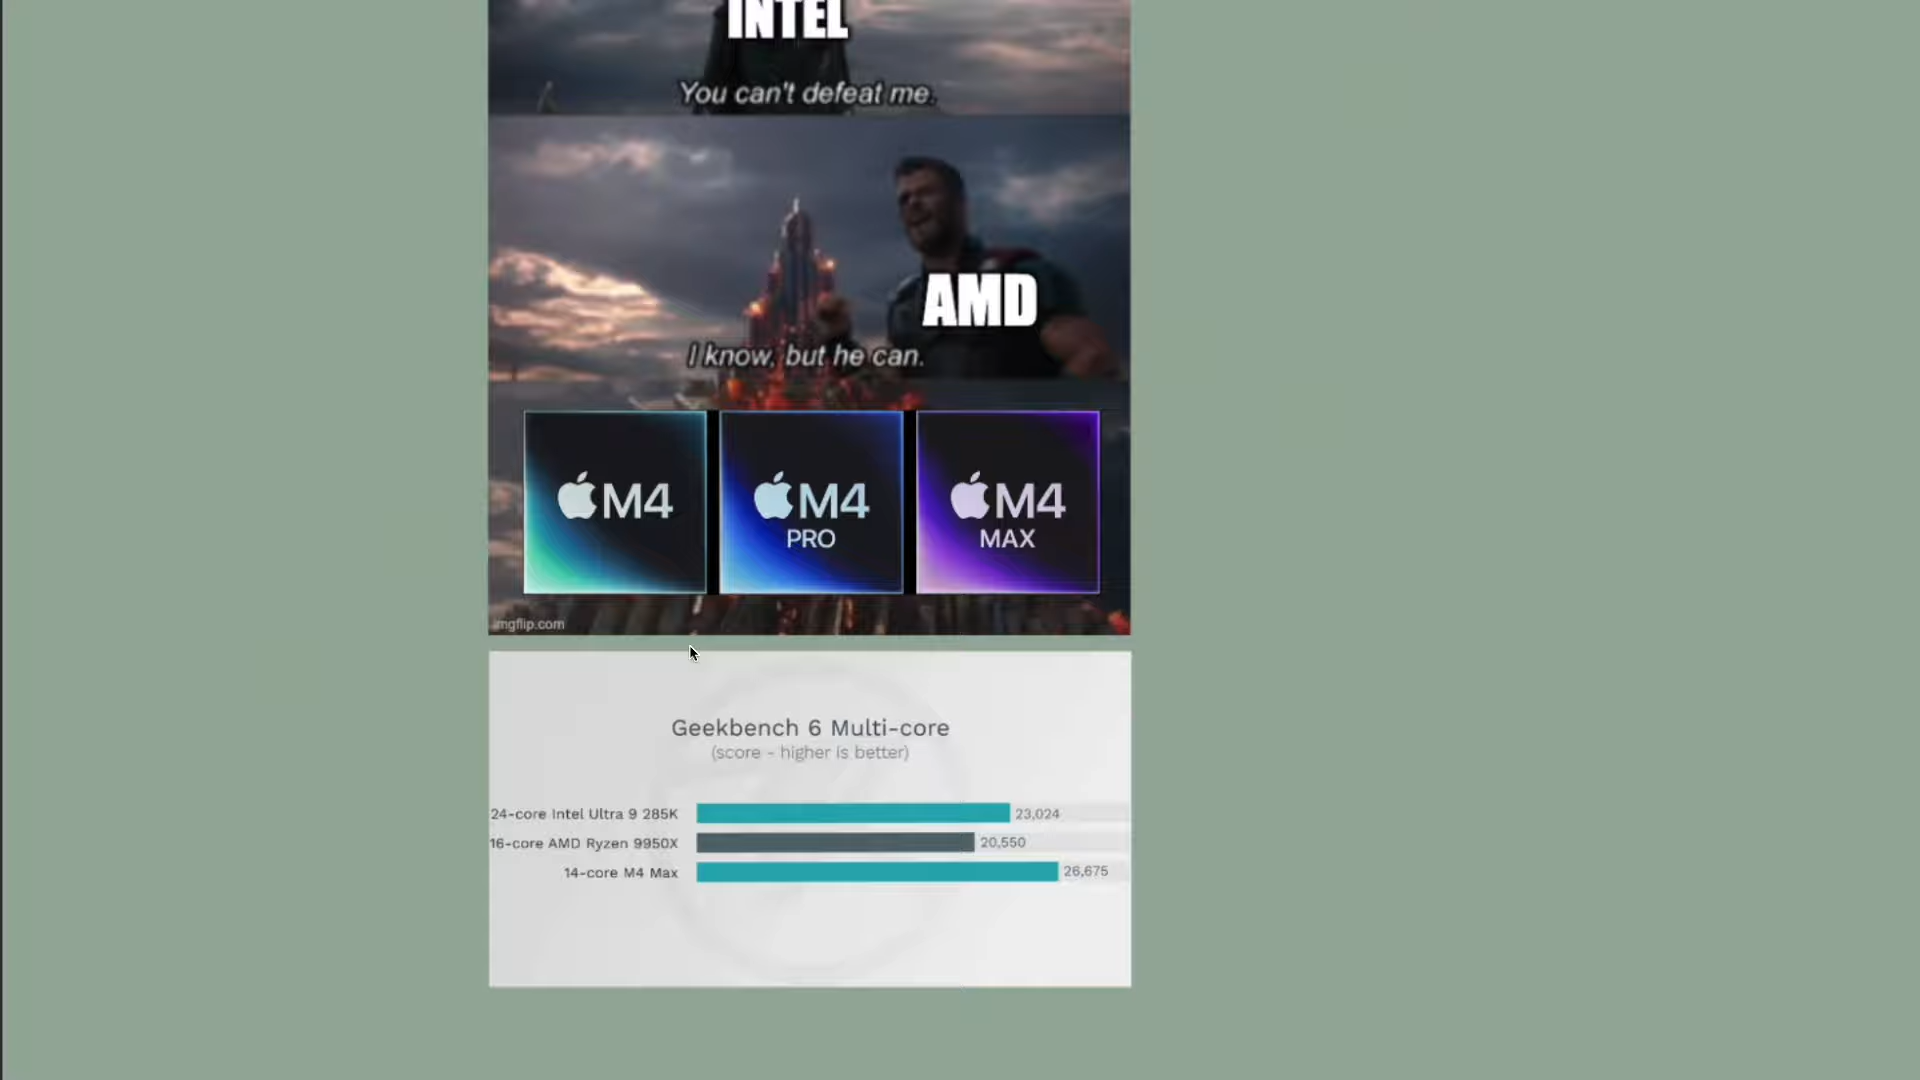 INTEL
You can't defeat me.
AMD
I know, but he can.
M4
M4
PRO
M4
MAX
imgflip.com
Geekbench 6 Multi-core
(score - higher is better)
24-core Intel Ultra 9 285K 23,024
16-core AMD Ryzen 9950X 20,550
14-core M4 Max 26,675